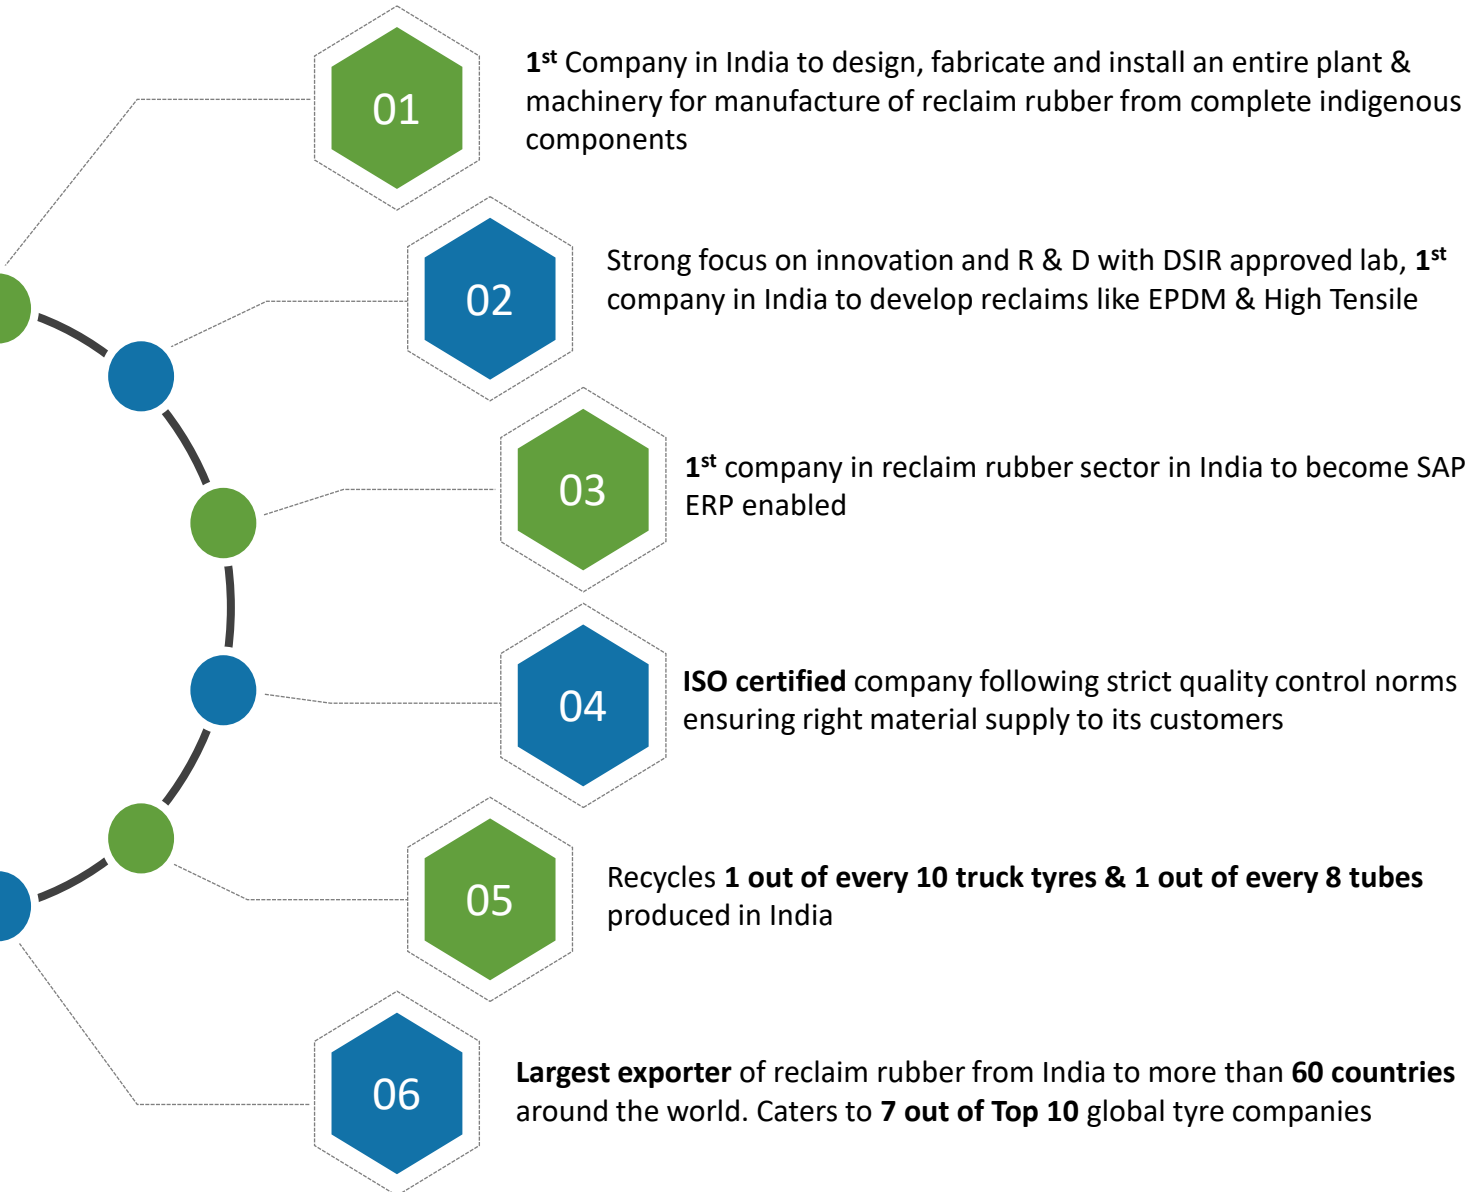 01
1st Company in India to design, fabricate and install an entire plant &
machinery for manufacture of reclaim rubber from complete indigenous
components
02
Strong focus on innovation and R & D with DSIR approved lab, 1st
company in India to develop reclaims like EPDM & High Tensile
03
1st company in reclaim rubber sector in India to become SAP
ERP enabled
04
ISO certified company following strict quality control norms
ensuring right material supply to its customers
05
Recycles 1 out of every 10 truck tyres & 1 out of every 8 tubes
produced in India
06
Largest exporter of reclaim rubber from India to more than 60 countries
around the world. Caters to 7 out of Top 10 global tyre companies